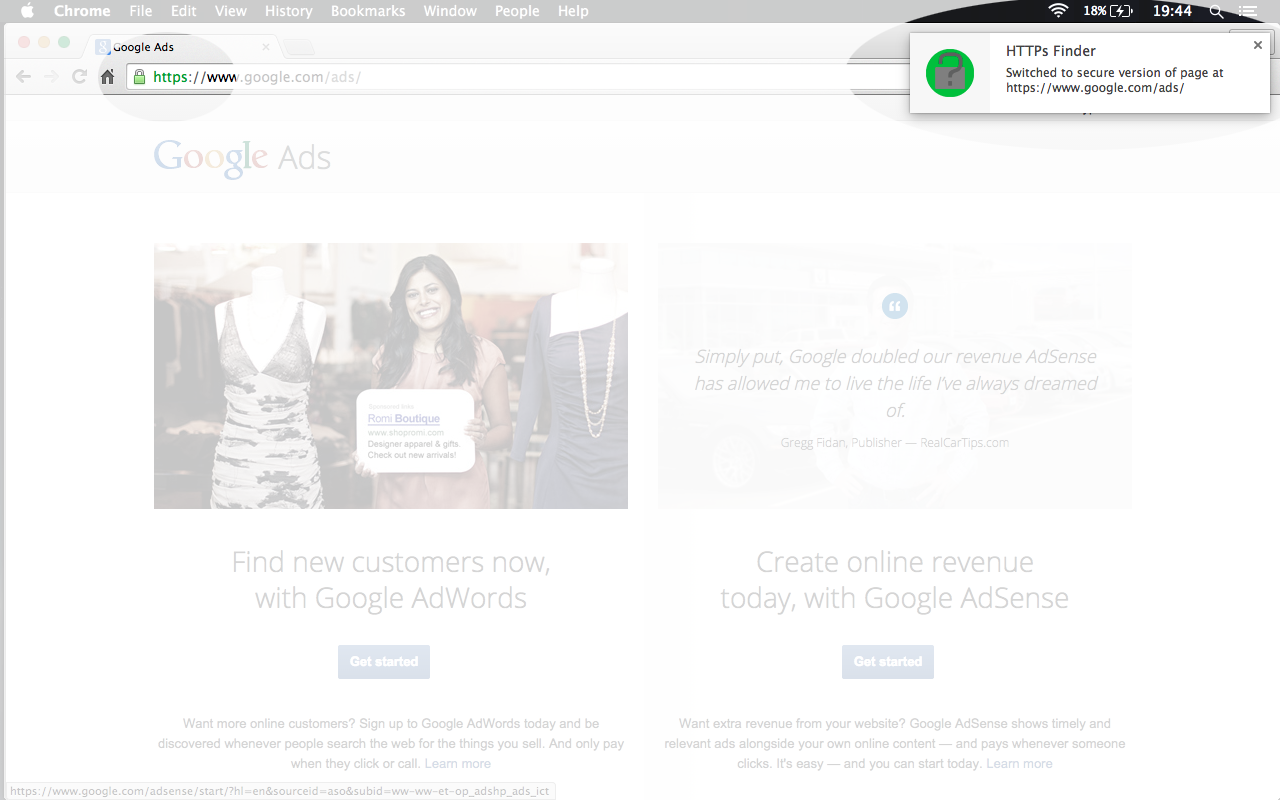 Chrome File Edit View History Bookmarks Window People Help 18% 19:44
Google Ads
https://www.google.com/ads/
HTTPs Finder
Switched to secure version of page at
https://www.google.com/ads/
Google Ads
Sponsored links
Romi Boutique
www.shopromi.com
Designer apparel & gifts.
Check out new arrivals!
Simply put, Google doubled our revenue AdSense
has allowed me to live the life I've always dreamed
of.
Gregg Fidan, Publisher — RealCarTips.com
Find new customers now,
with Google AdWords
Get started
Want more online customers? Sign up to Google AdWords today and be
discovered whenever people search the web for the things you sell. And only pay
when they click or call. Learn more
Create online revenue
today, with Google AdSense
Get started
Want extra revenue from your website? Google AdSense shows timely and
relevant ads alongside your own online content — and pays whenever someone
clicks. It's easy — and you can start today. Learn more
https://www.google.com/adsense/start/?hl=en&sourceid=aso&subid=ww-ww-et-op_adshp_ads_ict